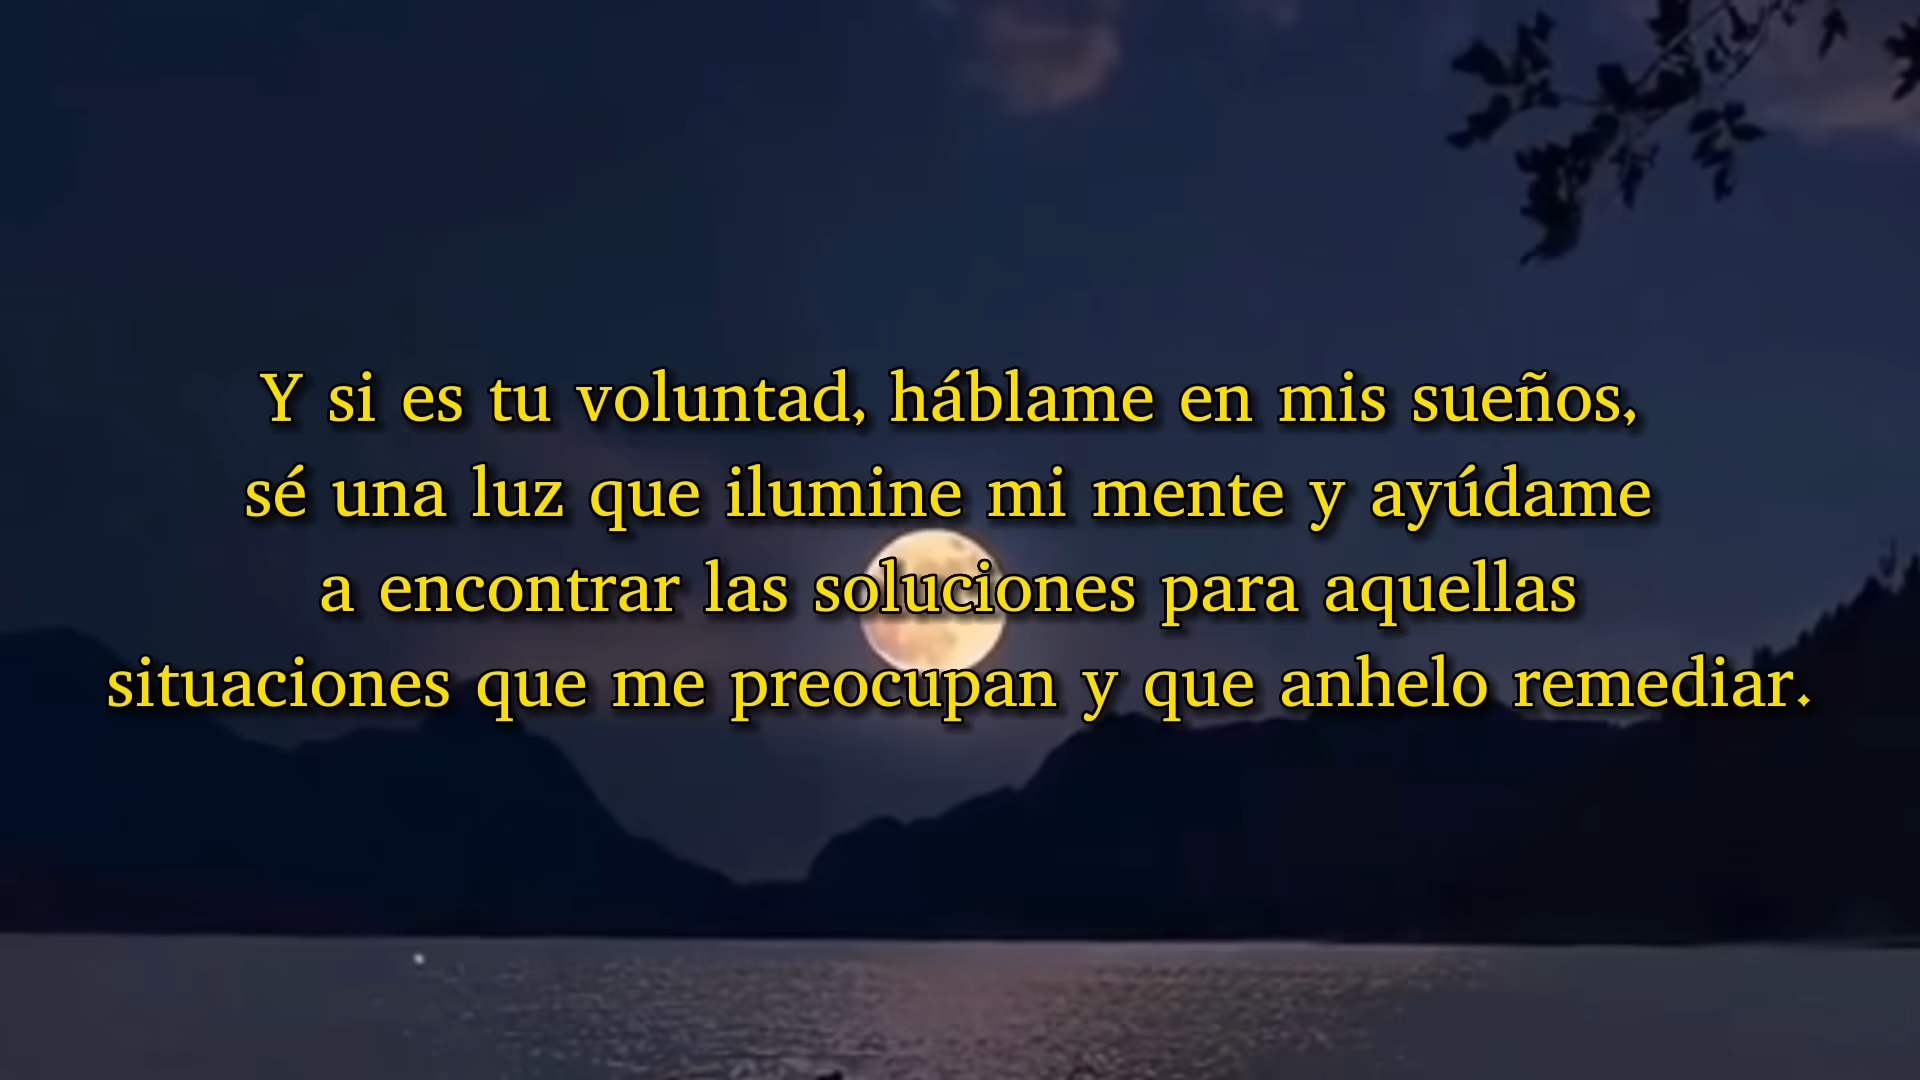 Y si es tu voluntad, háblame en mis sueños,
sé una luz que ilumine mi mente y ayúdame
a encontrar las soluciones para aquellas
situaciones que me preocupan y que anhelo remediar.